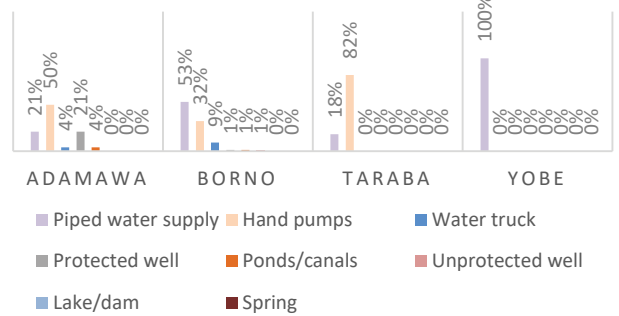 21% 50% 4% 21% 4% 0% 0% 0%
53% 32% 9% 1% 1% 1% 0% 0%
18% 82% 0% 0% 0% 0% 0% 0%
100% 0% 0% 0% 0% 0% 0% 0%
ADAMAWA BORNO TARABA YOBE
Piped water supply Hand pumps Water truck
Protected well Ponds/canals Unprotected well
Lake/dam Spring